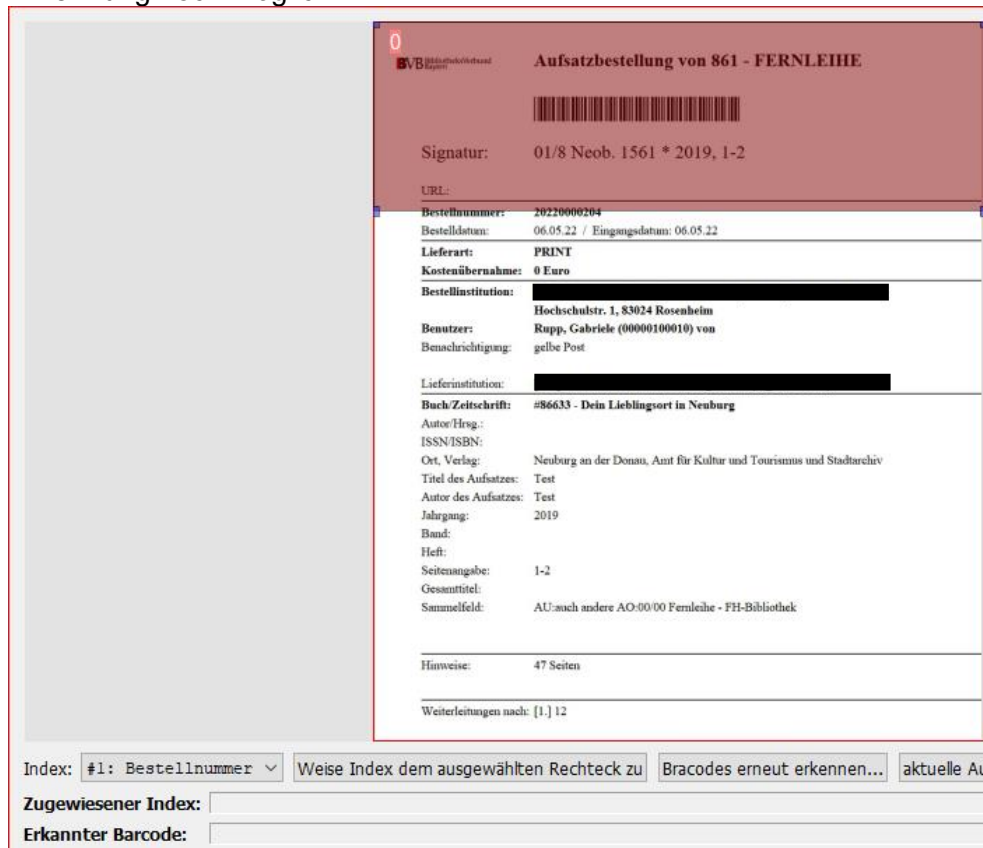 0
BVB BibliotheksVerbund
Bayern
Aufsatzbestellung von 861 - FERNLEIHE
Signatur: 01/8 Neob. 1561 * 2019, 1-2
URL:
Bestellnummer: 20220000204
Bestelldatum: 06.05.22 / Eingangsdatum: 06.05.22
Lieferart: PRINT
Kostenübernahme: 0 Euro
Bestellinstitution:
Hochschulstr. 1, 83024 Rosenheim
Benutzer: Rupp, Gabriele (00000100010) von
Benachrichtigung: gelbe Post
Lieferinstitution:
Buch/Zeitschrift: #86633 - Dein Lieblingsort in Neuburg
Autor/Hrsg.:
ISSN/ISBN:
Ort, Verlag: Neuburg an der Donau, Amt für Kultur und Tourismus und Stadtarchiv
Titel des Aufsatzes: Test
Autor des Aufsatzes: Test
Jahrgang: 2019
Band:
Heft:
Seitenangabe: 1-2
Gesamttitel:
Sammelfeld: AU:auch andere AO:00/00 Fernleihe - FH-Bibliothek
Hinweise: 47 Seiten
Weiterleitungen nach: [1.] 12
Index: #1: Bestellnummer Weise Index dem ausgewählten Rechteck zu Bracodes erneut erkennen... aktuelle Au
Zugewiesener Index:
Erkannter Barcode: